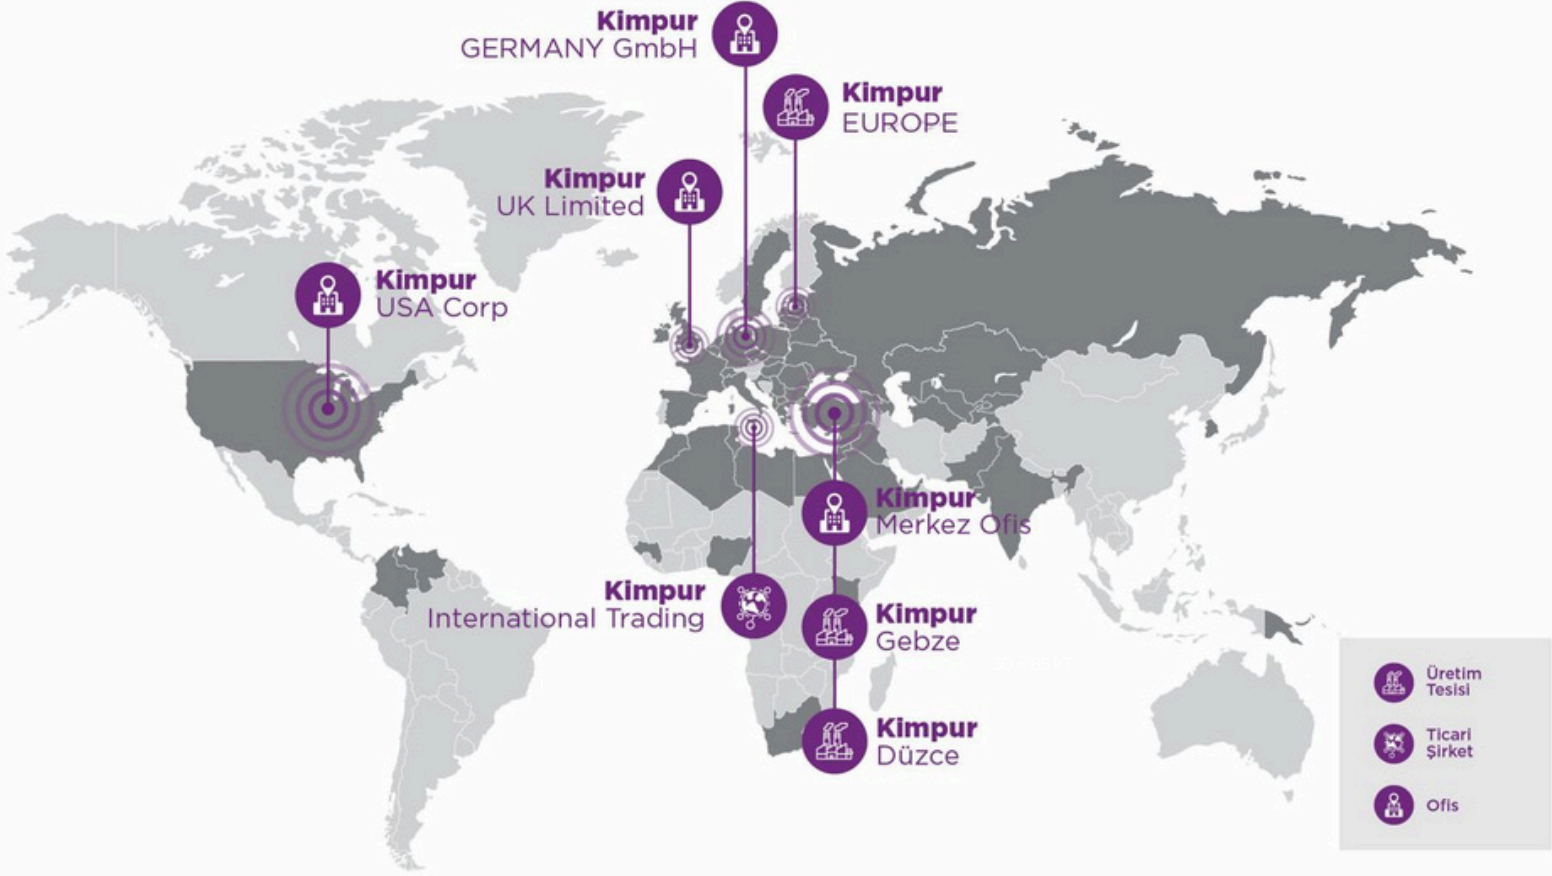 Kimpur
GERMANY GmbH
Kimpur
EUROPE
Kimpur
UK Limited
Kimpur
USA Corp
Kimpur
Merkez Ofis
Kimpur
International Trading
Kimpur
Gebze
Kimpur
Düzce
Üretim
Tesisi
Ticari
Şirket
Ofis